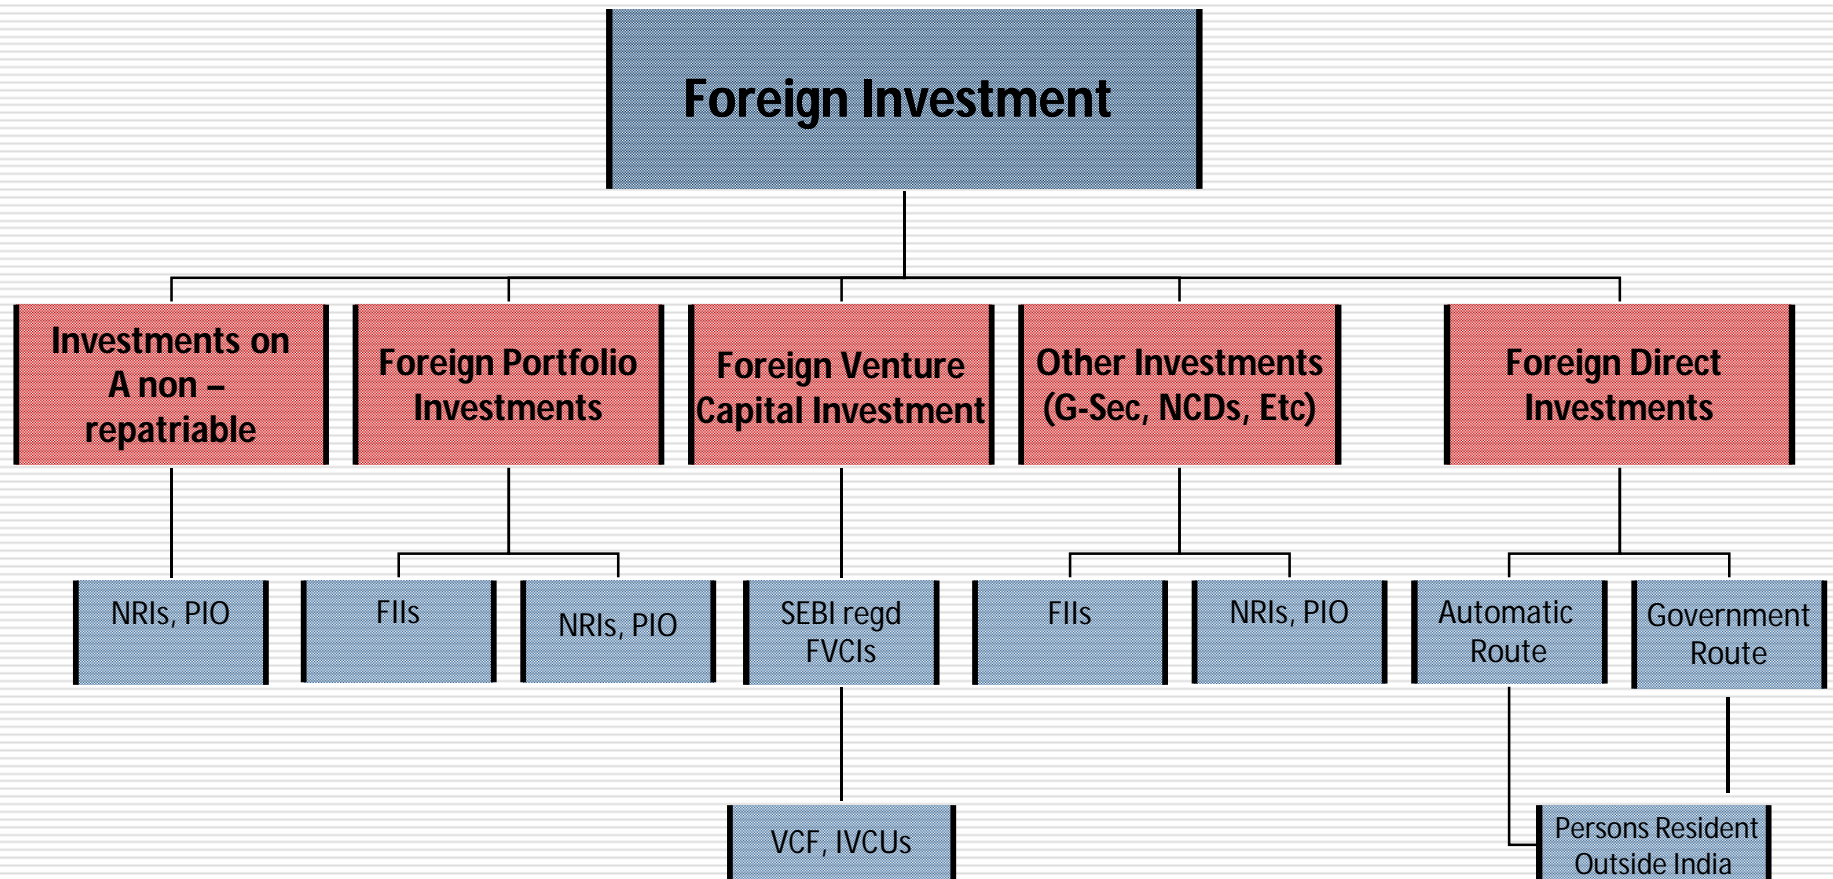 Foreign Investment
Investments on
A non –
repatriable
Foreign Portfolio
Investments
Foreign Venture
Capital Investment
Other Investments
(G-Sec, NCDs, Etc)
Foreign Direct
Investments
NRIs, PIO
FIIs
NRIs, PIO
SEBI regd
FVCIs
FIIs
NRIs, PIO
Automatic
Route
Government
Route
VCF, IVCUs
Persons Resident
Outside India